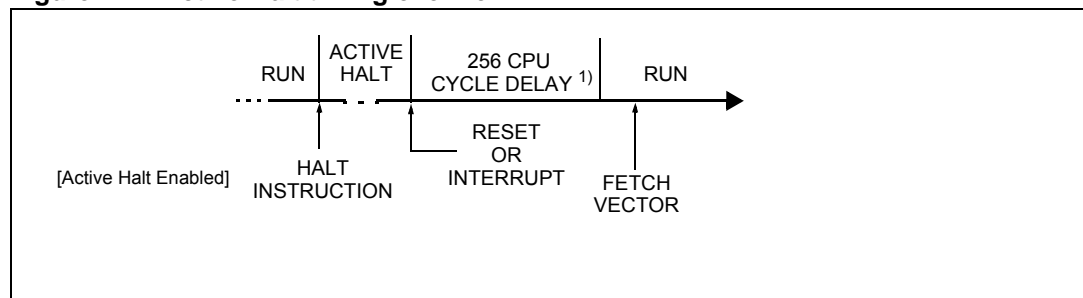 RUN
ACTIVE
HALT
256 CPU
CYCLE DELAY 1)
RUN
[Active Halt Enabled]
HALT
INSTRUCTION
RESET
OR
INTERRUPT
FETCH
VECTOR